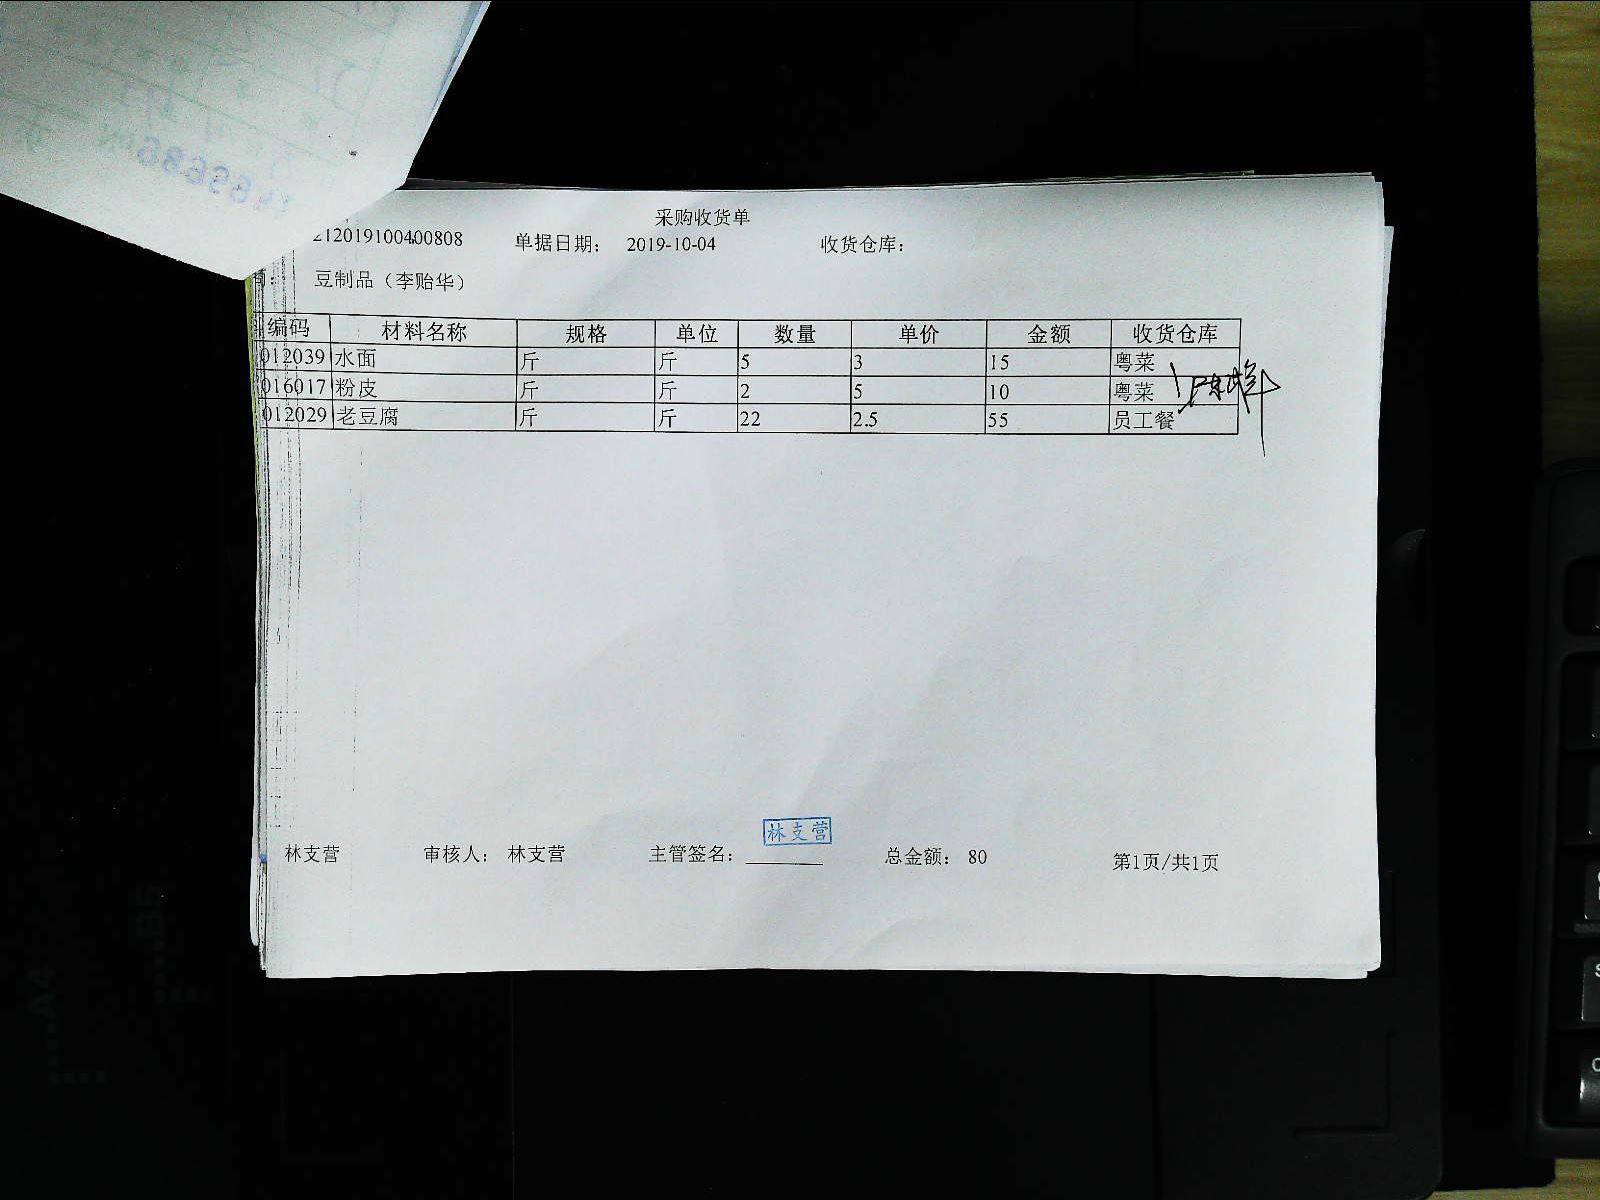 采购收货单
212019100400808 单据日期： 2019-10-04 收货仓库：
商： 豆制品（李贻华）
编码 材料名称 规格 单位 数量 单价 金额 收货仓库
012039 水面 斤 斤 5 3 15 粤菜
016017 粉皮 斤 斤 2 5 10 粤菜
012029 老豆腐 斤 斤 22 2.5 55 员工餐
林支营
林支营 审核人： 林支营 主管签名： 总金额： 80 第1页/共1页
A4
B5